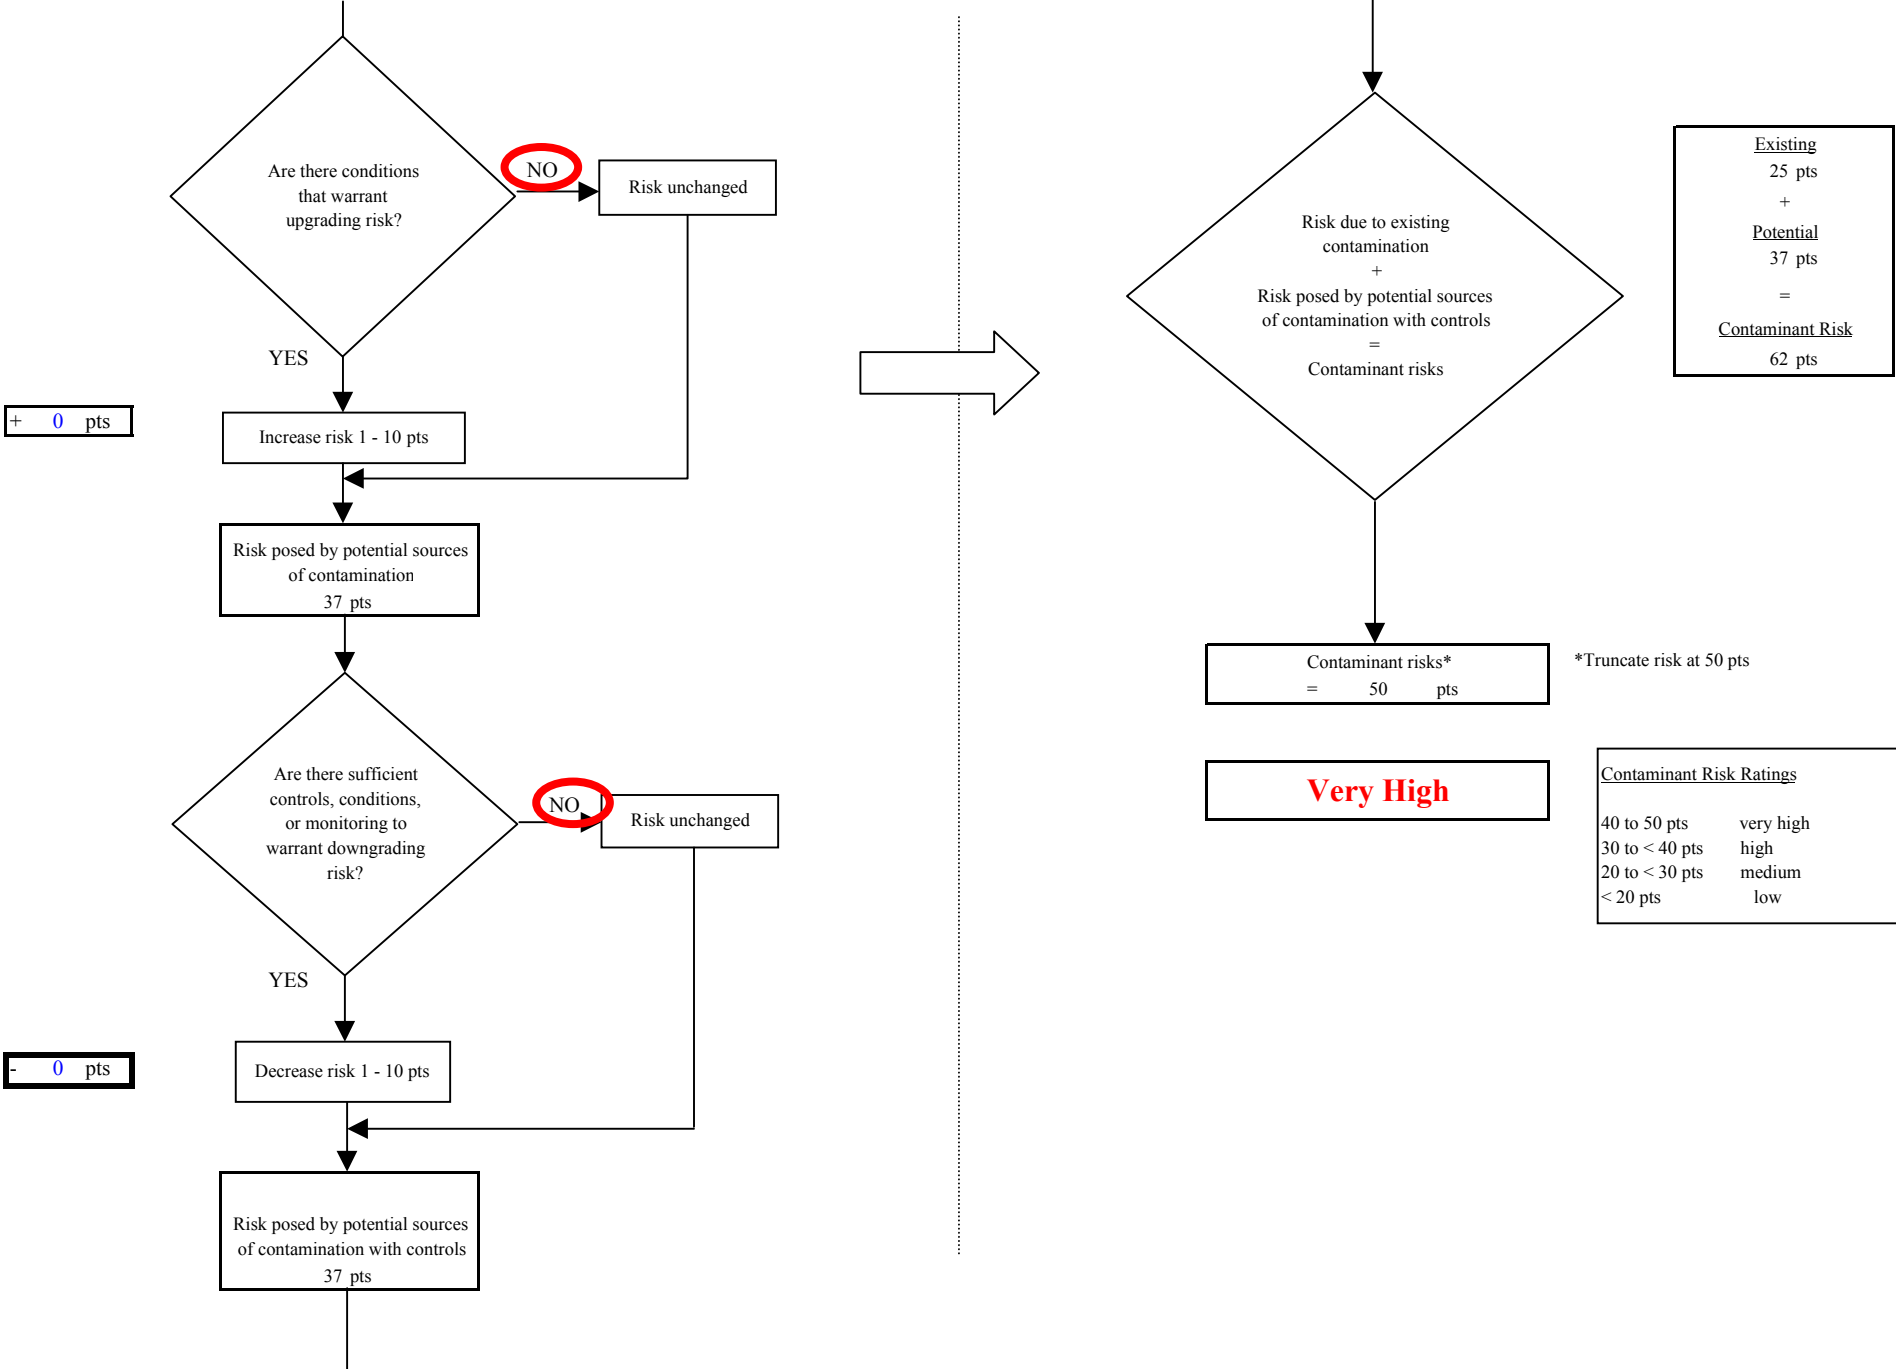 Are there conditions
that warrant
upgrading risk?
NO
Risk unchanged
YES
+ 0 pts
Increase risk 1 - 10 pts
Risk posed by potential sources
of contamination
37 pts
Are there sufficient
controls, conditions,
or monitoring to
warrant downgrading
risk?
NO
Risk unchanged
YES
- 0 pts
Decrease risk 1 - 10 pts
Risk posed by potential sources
of contamination with controls
37 pts
Risk due to existing
contamination
+
Risk posed by potential sources
of contamination with controls
=
Contaminant risks
Existing
25 pts
+
Potential
37 pts
=
Contaminant Risk
62 pts
Contaminant risks*
= 50 pts
*Truncate risk at 50 pts
Very High
Contaminant Risk Ratings
40 to 50 pts very high
30 to < 40 pts high
20 to < 30 pts medium
< 20 pts low